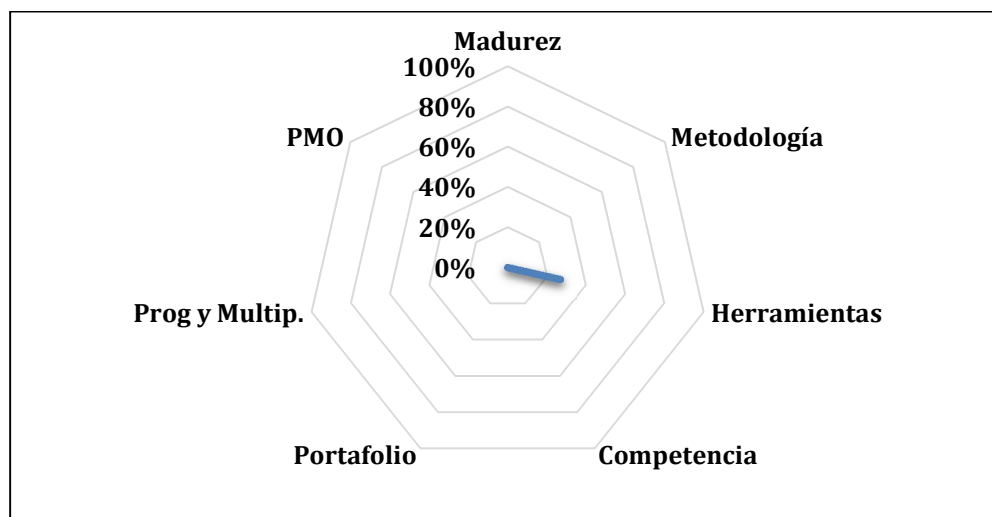 Madurez
100%
80%
60%
40%
20%
0%
Metodología
Herramientas
Competencia
Portafolio
Prog y Multip.
PMO